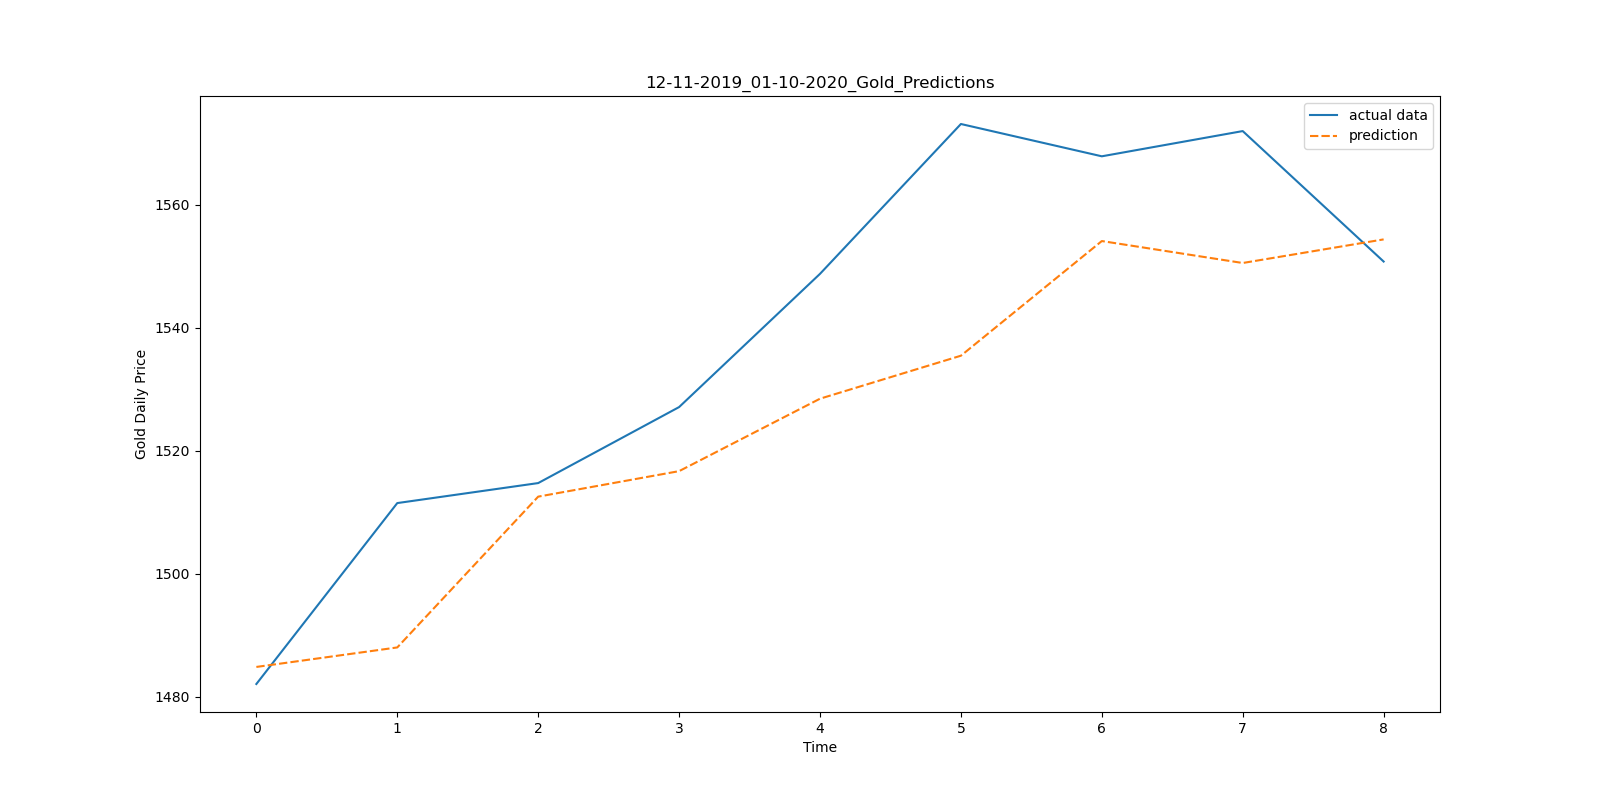 12-11-2019_01-10-2020_Gold_Predictions
actual data
prediction
1560
1540
1520
1500
1480
Gold Daily Price
0 1 2 3 4 5 6 7 8
Time